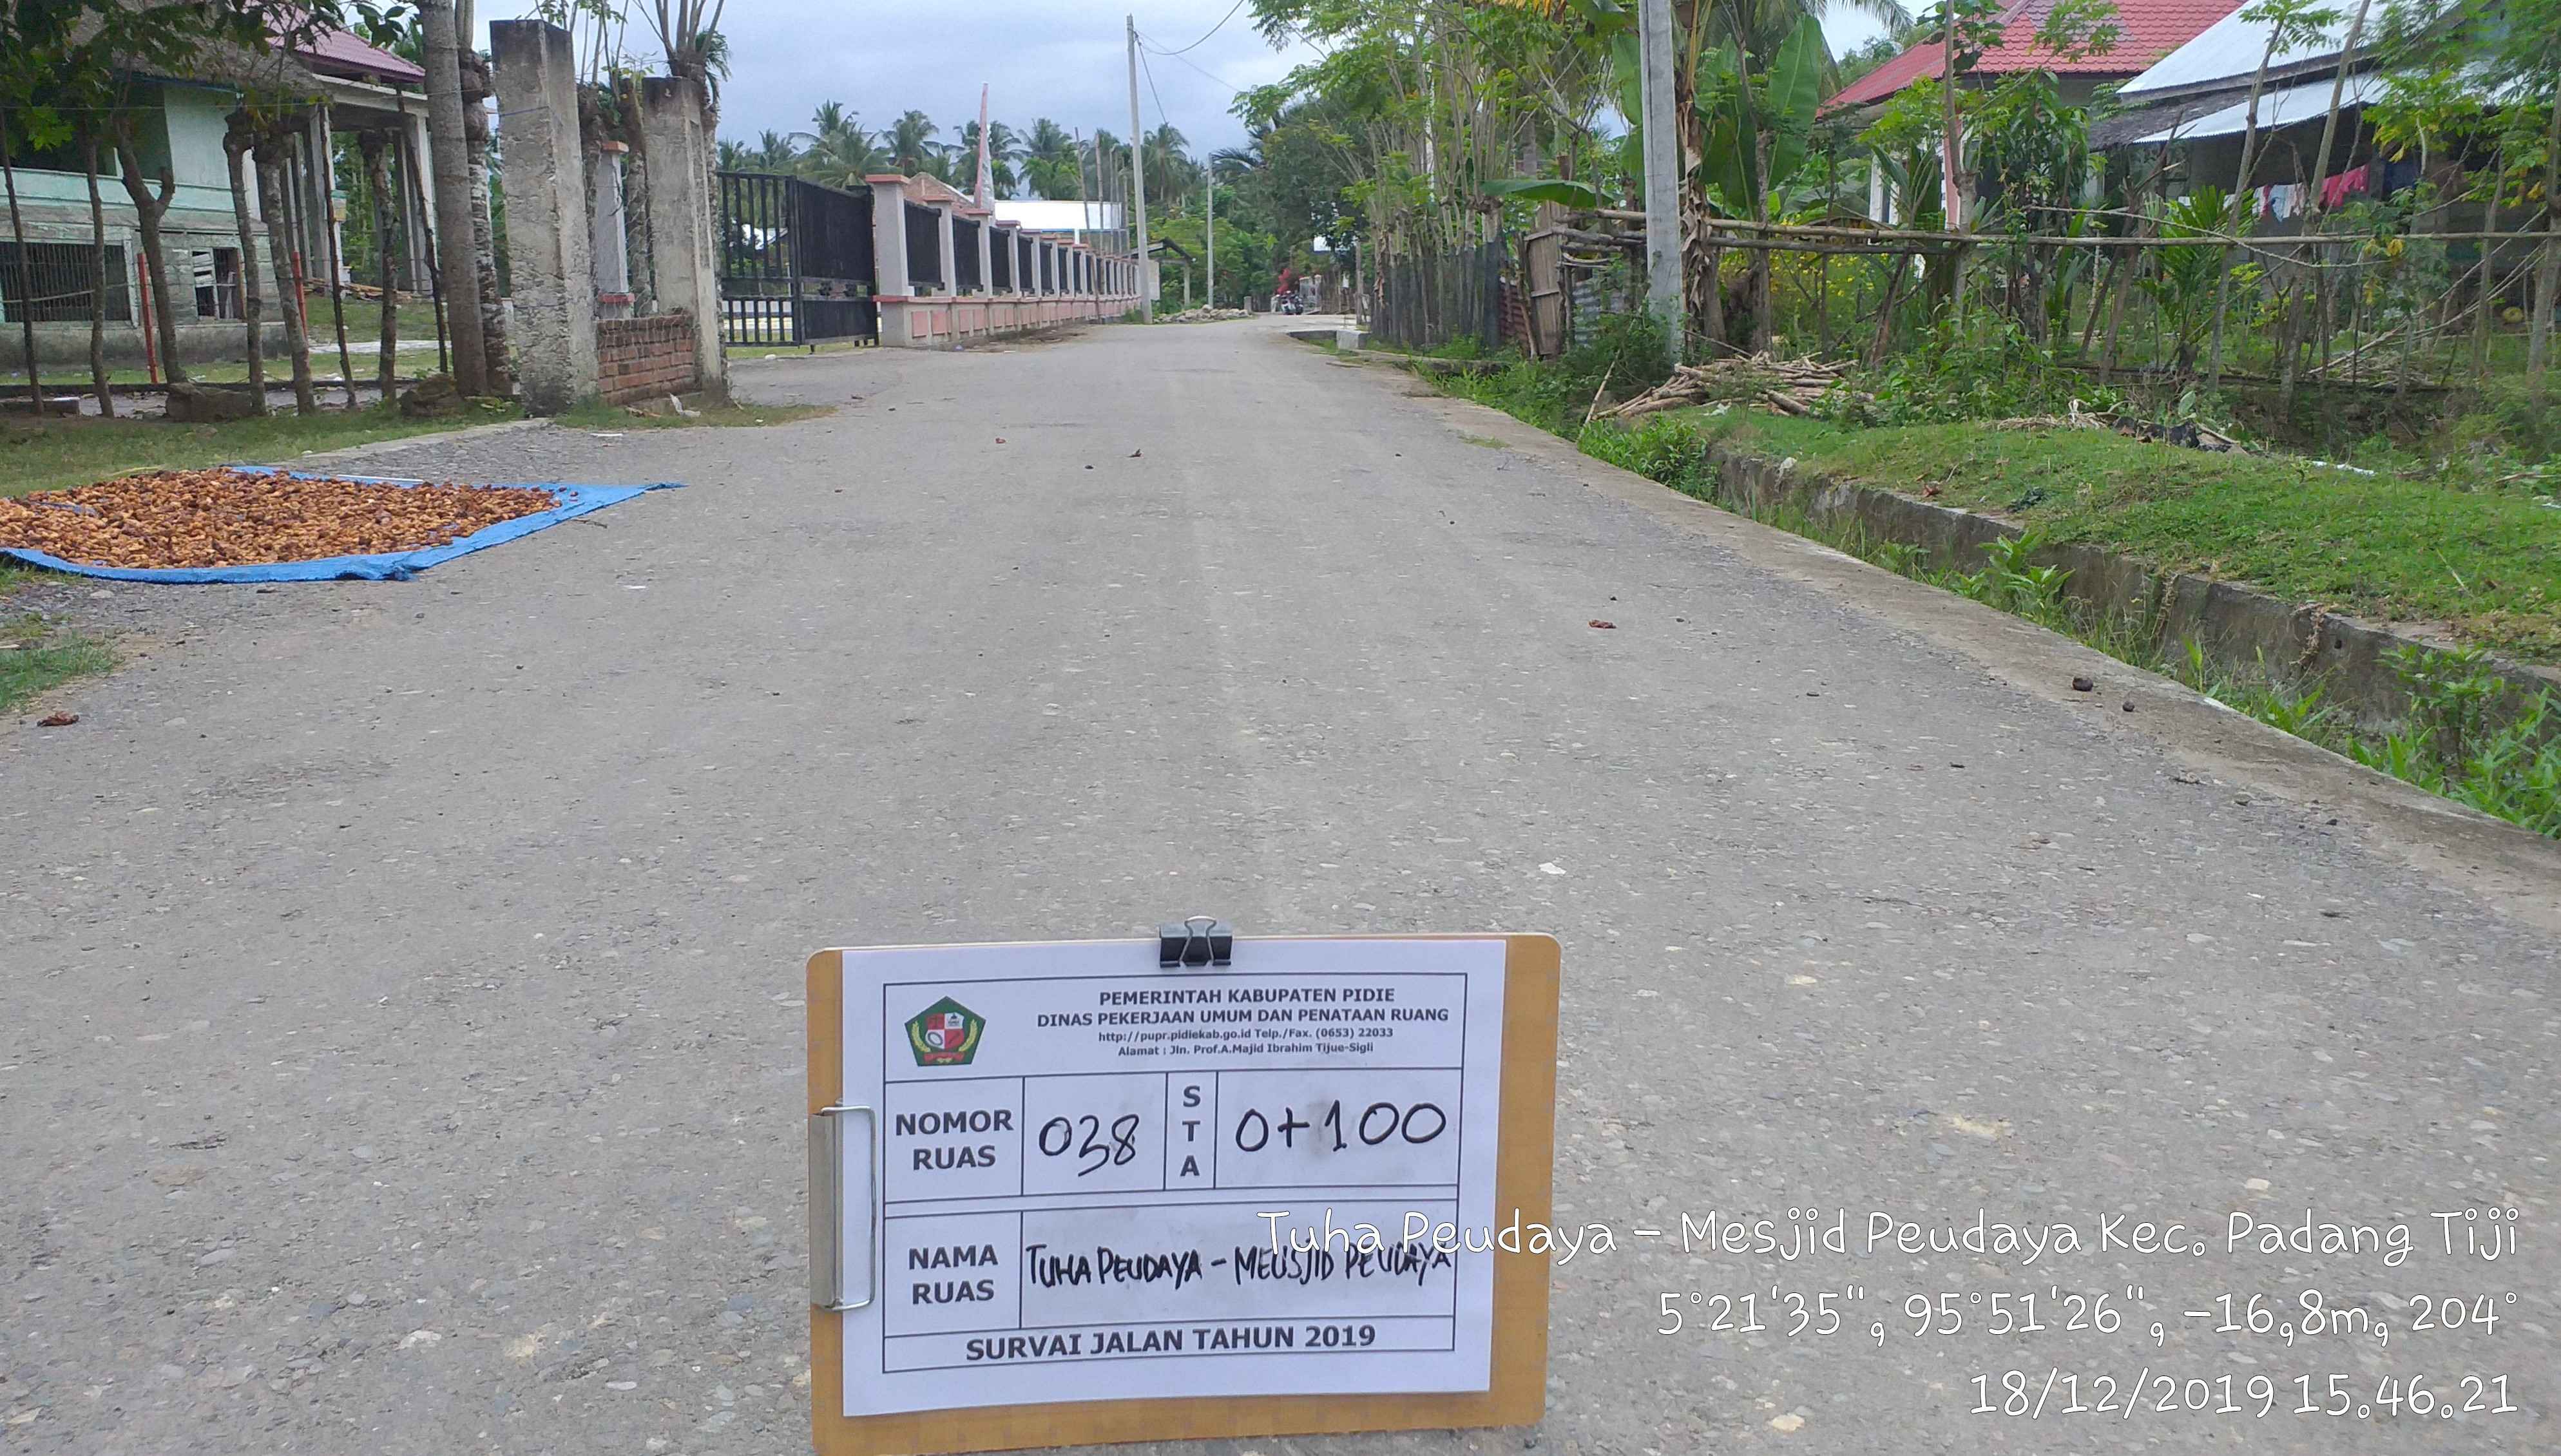 PEMERINTAH KABUPATEN PIDIE
DINAS PEKERJAAN UMUM DAN PENATAAN RUANG
http://pupr.pidiekab.go.id Telp./Fax. (0653) 22033
Alamat : Jln. Prof.A.Majid Ibrahim Tijue-Sigli
NOMOR RUAS
038
STA
0+100
NAMA RUAS
TUHA PEUDAYA - MEUSJID PEUDAYA
SURVAI JALAN TAHUN 2019
Tuha Peudaya - Mesjid Peudaya Kec. Padang Tiji
5°21'35", 95°51'26", -16,8m, 204°
18/12/2019 15.46.21